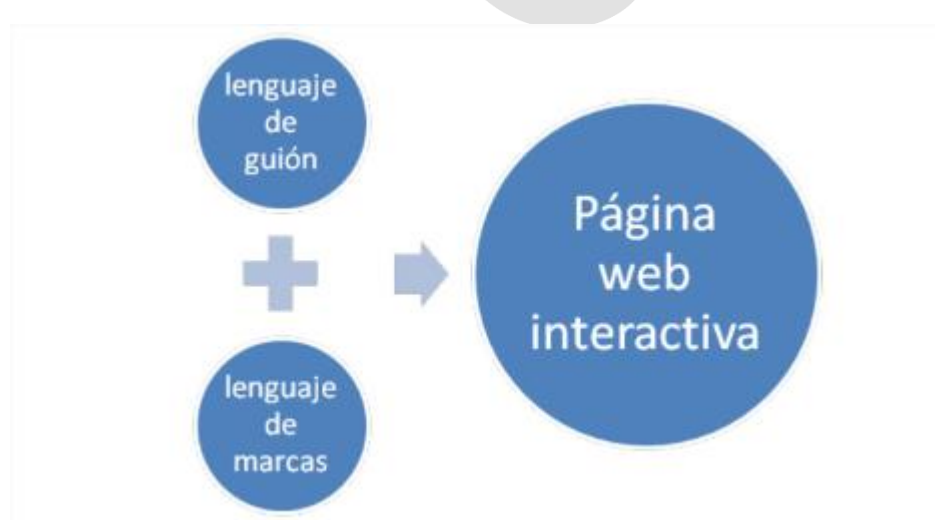 lenguaje
de
guión
lenguaje
de
marcas
Página
web
interactiva